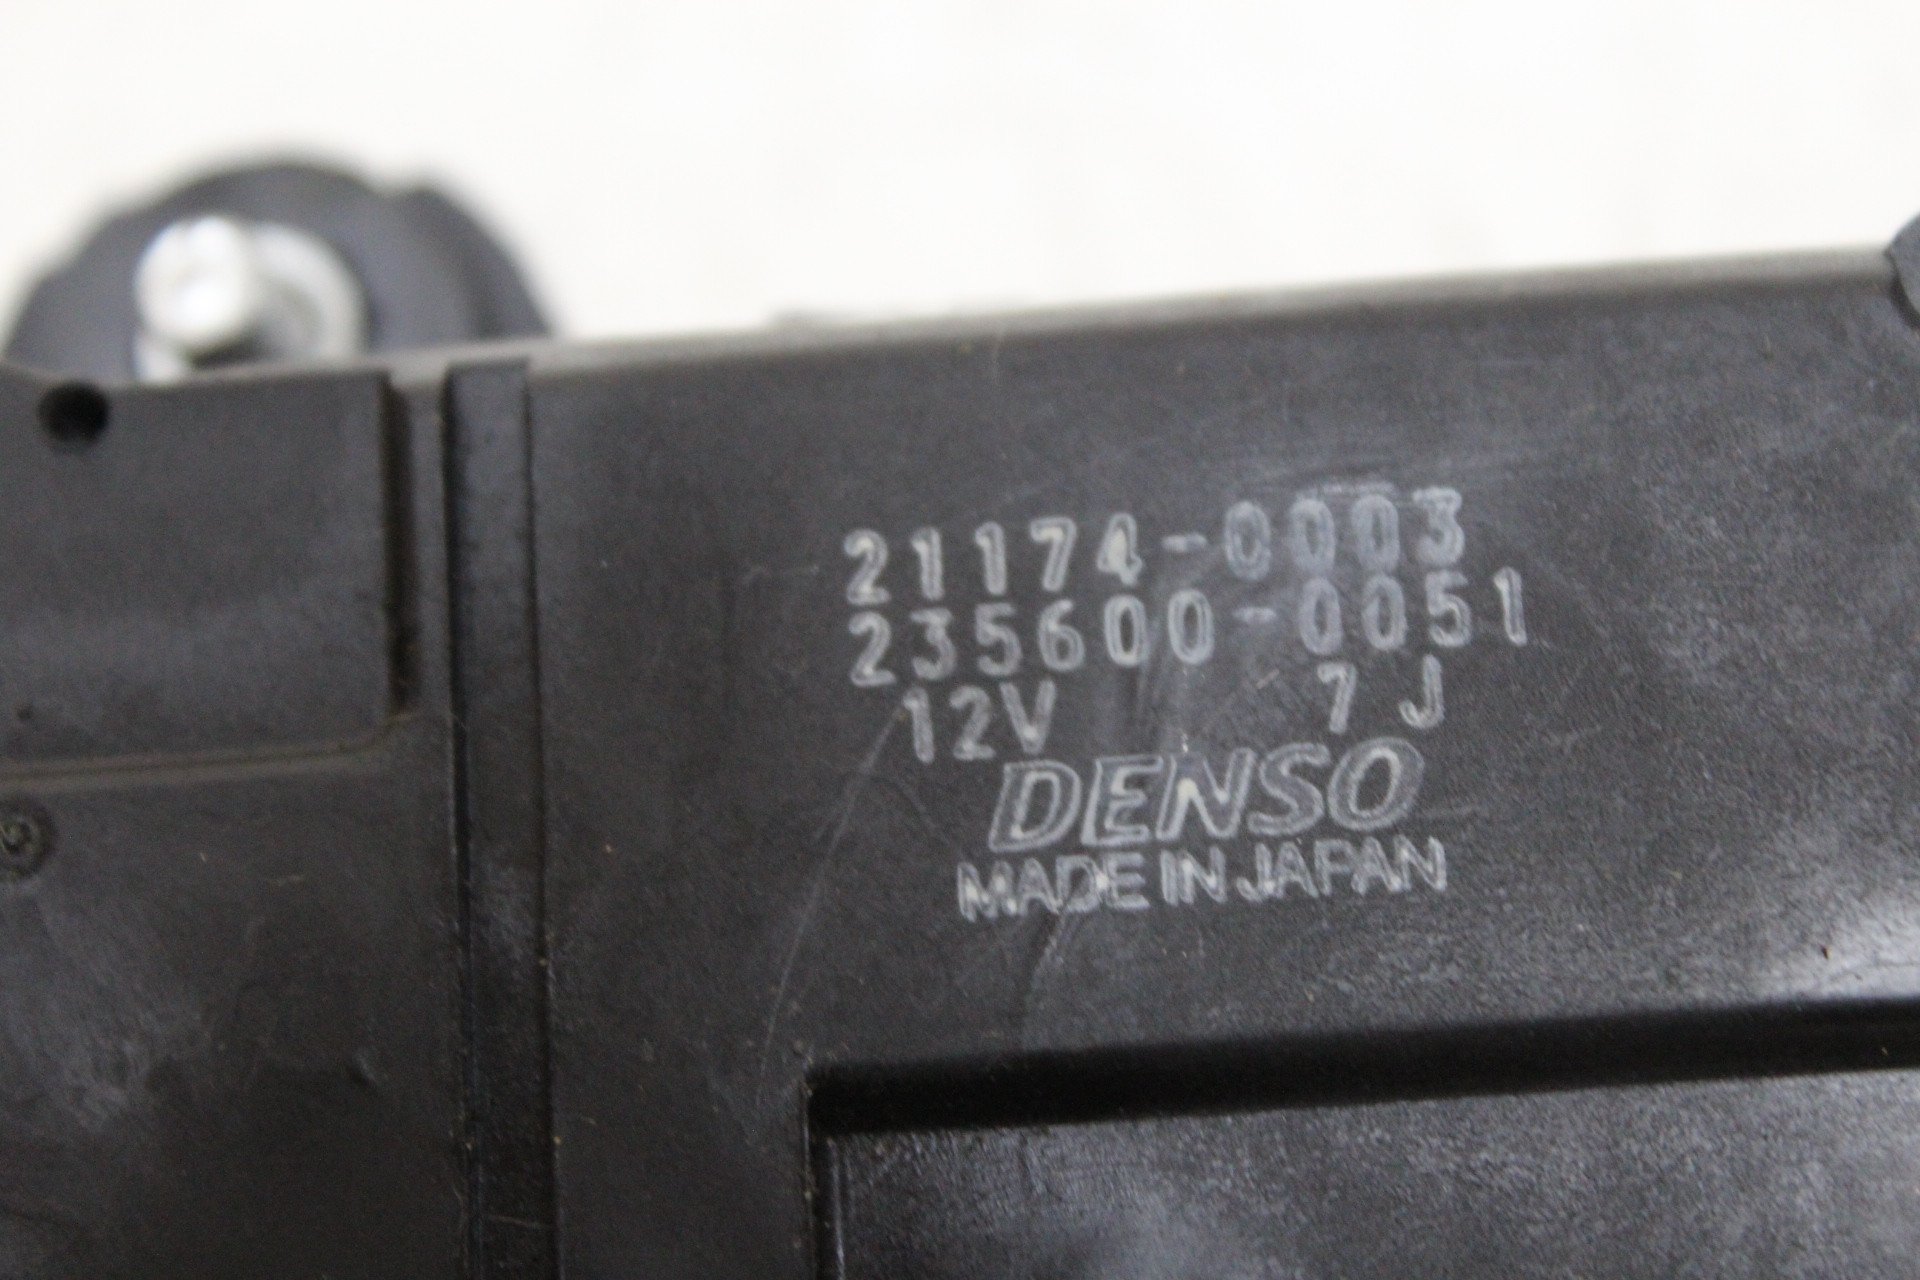 21174-0003
235600-0051
12V 7J
DENSO
MADE IN JAPAN